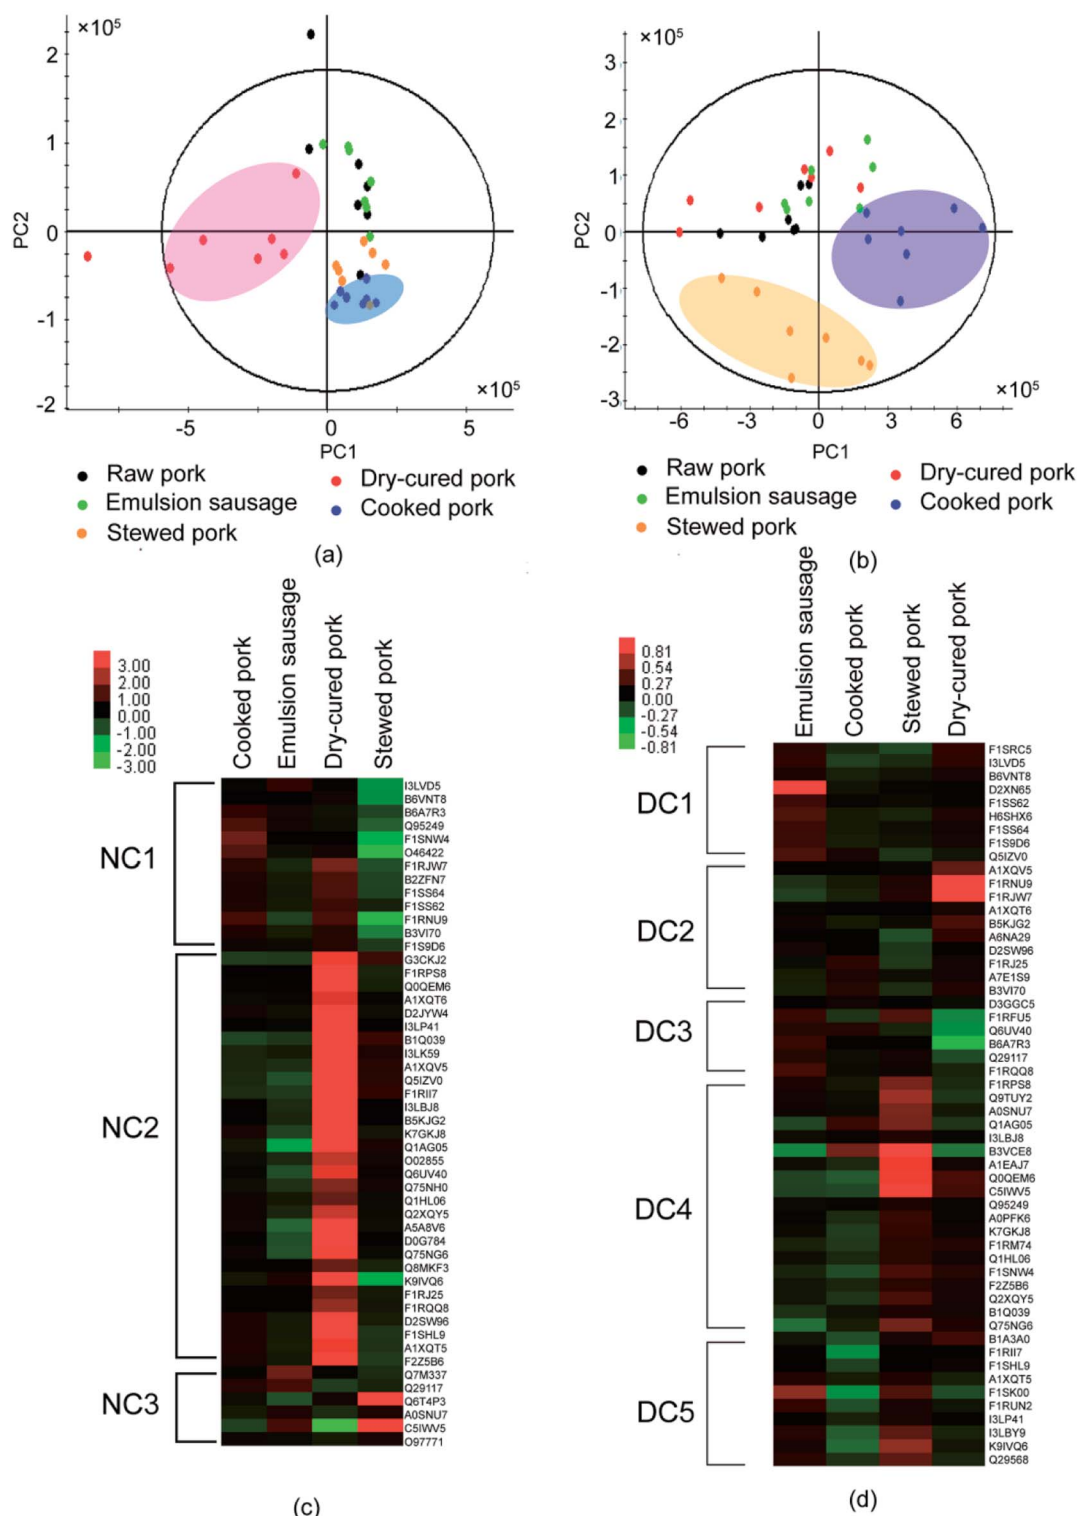 ×10⁵
2
1
0
-1
-2
PC2
-5
0
5
×10⁵
PC1
Raw pork
Emulsion sausage
Stewed pork
Dry-cured pork
Cooked pork
(a)
×10⁵
3
2
1
0
-1
-2
-3
PC2
-6
-3
0
3
6
×10⁵
PC1
Raw pork
Emulsion sausage
Stewed pork
Dry-cured pork
Cooked pork
(b)
3.00
2.00
1.00
0.00
-1.00
-2.00
-3.00
Cooked pork
Emulsion sausage
Dry-cured pork
Stewed pork
NC1
I3LVD5
B6VNT8
B6A7R3
Q95249
F1SNW4
O46422
F1RJW7
B2ZFN7
F1SS64
F1SS62
F1RNU9
B3VI70
F1S9D6
NC2
G3CKJ2
F1RPS8
Q0QEM6
A1XQT6
D2JYW4
I3LP41
B1Q039
I3LK59
A1XQV5
Q5IZV0
F1RII7
I3LBJ8
B5KJG2
K7GKJ8
Q1AG05
O02855
Q6UV40
Q75NH0
Q1HL06
Q2XQY5
A5A8V6
D0G784
Q75NG6
Q8MKF3
K9IVQ6
F1RJ25
F1RQQ8
D2SW96
F1SHL9
A1XQT5
F2Z5B6
NC3
Q7M337
Q29117
Q6T4P3
A0SNU7
C5IWV5
O97771
(c)
0.81
0.54
0.27
0.00
-0.27
-0.54
-0.81
Emulsion sausage
Cooked pork
Stewed pork
Dry-cured pork
DC1
F1SRC5
I3LVD5
B6VNT8
D2XN65
F1SS62
H6SHX6
F1SS64
F1S9D6
Q5IZV0
DC2
A1XQV5
F1RNU9
F1RJW7
A1XQT6
B5KJG2
A6NA29
D2SW96
F1RJ25
A7E1S9
B3VI70
DC3
D3GGC5
F1RFU5
Q6UV40
B6A7R3
Q29117
F1RQQ8
DC4
F1RPS8
Q9TUY2
A0SNU7
Q1AG05
I3LBJ8
B3VCE8
A1EAJ7
Q0QEM6
C5IWV5
Q95249
A0PFK6
K7GKJ8
F1RM74
Q1HL06
F1SNW4
F2Z5B6
Q2XQY5
B1Q039
Q75NG6
DC5
B1A3A0
F1RII7
F1SHL9
A1XQT5
F1SK00
F1RUN2
I3LP41
I3LBY9
K9IVQ6
Q29568
(d)